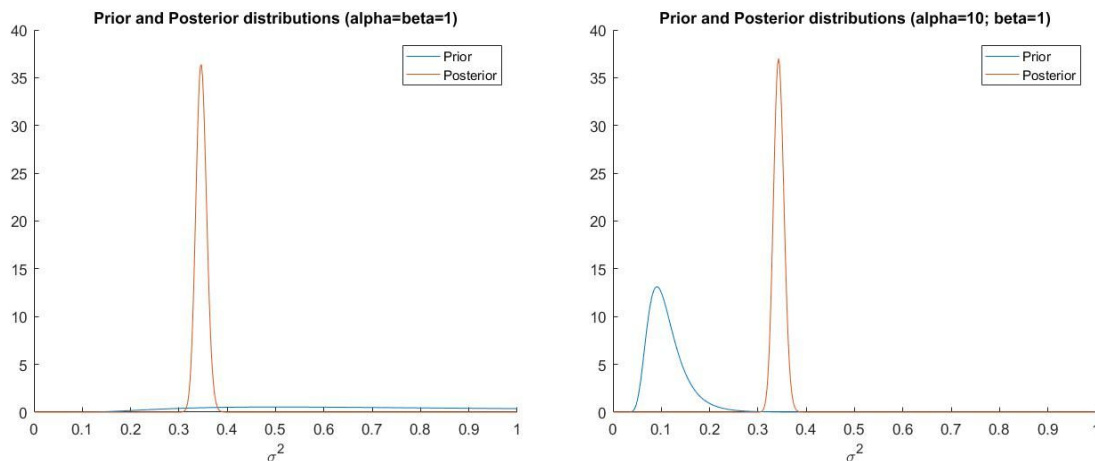 Prior and Posterior distributions (alpha=beta=1)
Prior
Posterior
40
35
30
25
20
15
10
5
0
0 0.1 0.2 0.3 0.4 0.5 0.6 0.7 0.8 0.9 1
σ²
Prior and Posterior distributions (alpha=10; beta=1)
Prior
Posterior
40
35
30
25
20
15
10
5
0
0 0.1 0.2 0.3 0.4 0.5 0.6 0.7 0.8 0.9 1
σ²